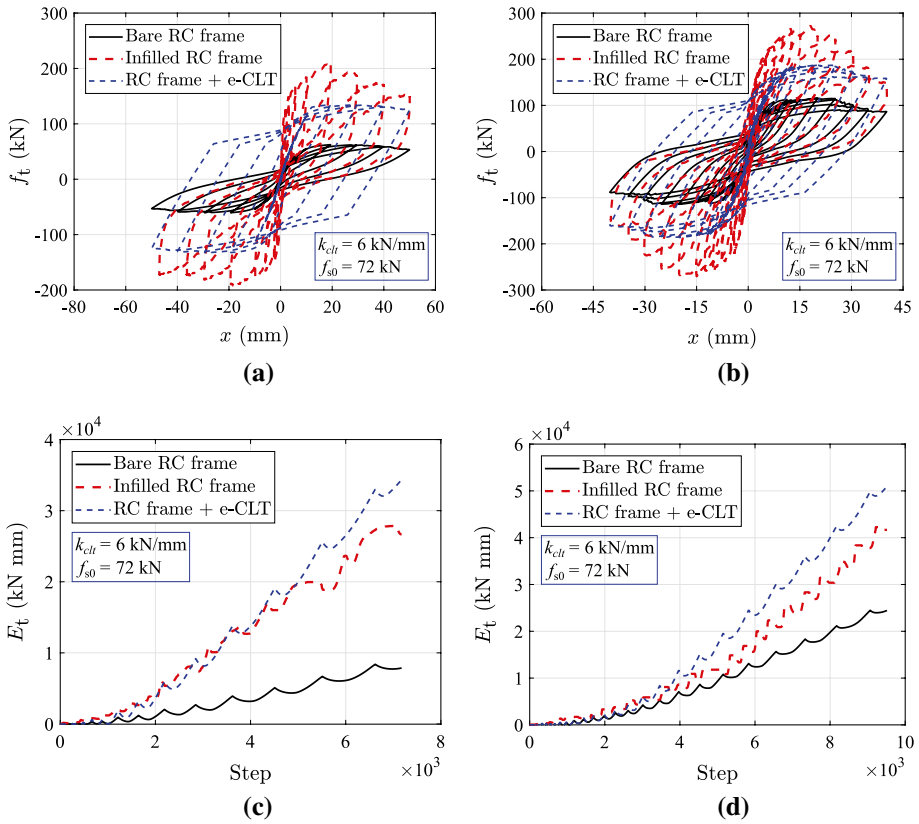 300
200
100
0
-100
-200
-80 -60 -40 -20 0 20 40 60 80
f_t (kN)
x (mm)
Bare RC frame
Infilled RC frame
RC frame + e-CLT
k_clt = 6 kN/mm
f_s0 = 72 kN
(a)
300
200
100
0
-100
-200
-300
-60 -45 -30 -15 0 15 30 45
f_t (kN)
x (mm)
Bare RC frame
Infilled RC frame
RC frame + e-CLT
k_clt = 6 kN/mm
f_s0 = 72 kN
(b)
×10^4
4
3
2
1
0
0 2 4 6 8
E_t (kN mm)
Step
×10^3
Bare RC frame
Infilled RC frame
RC frame + e-CLT
k_clt = 6 kN/mm
f_s0 = 72 kN
(c)
×10^4
6
5
4
3
2
1
0
0 2 4 6 8 10
E_t (kN mm)
Step
×10^3
Bare RC frame
Infilled RC frame
RC frame + e-CLT
k_clt = 6 kN/mm
f_s0 = 72 kN
(d)